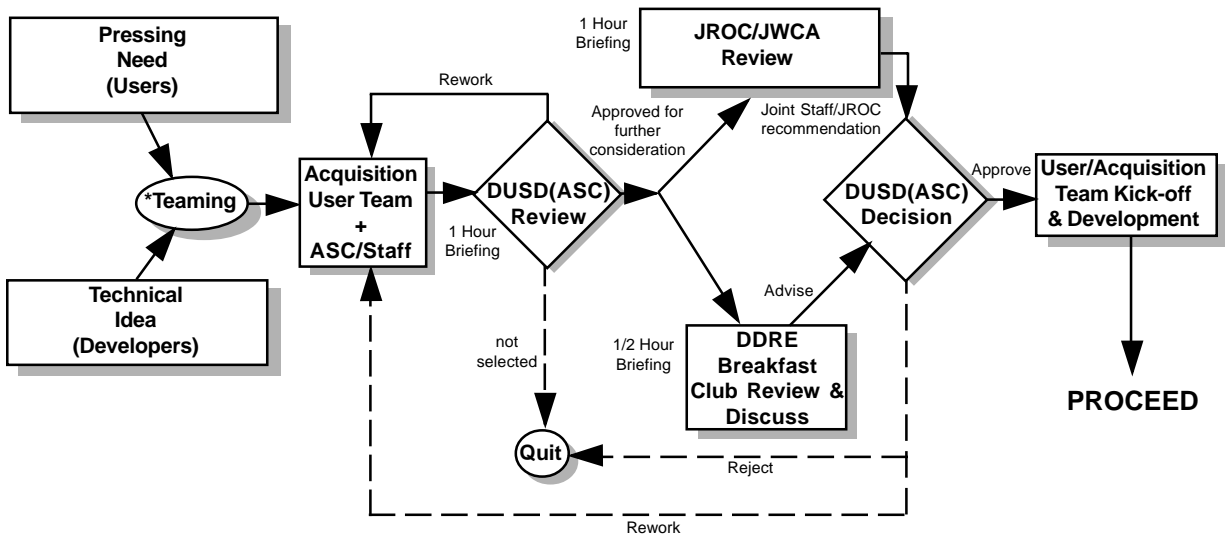 Pressing
Need
(Users)
*Teaming
Technical
Idea
(Developers)
Rework
Acquisition
User Team
+
ASC/Staff
1 Hour
Briefing
DUSD(ASC)
Review
not
selected
Quit
Approved for
further
consideration
1 Hour
Briefing
JROC/JWCA
Review
Joint Staff/JROC
recommendation
1/2 Hour
Briefing
DDRE
Breakfast
Club Review &
Discuss
Advise
DUSD(ASC)
Decision
Reject
Rework
Approve
User/Acquisition
Team Kick-off
& Development
PROCEED